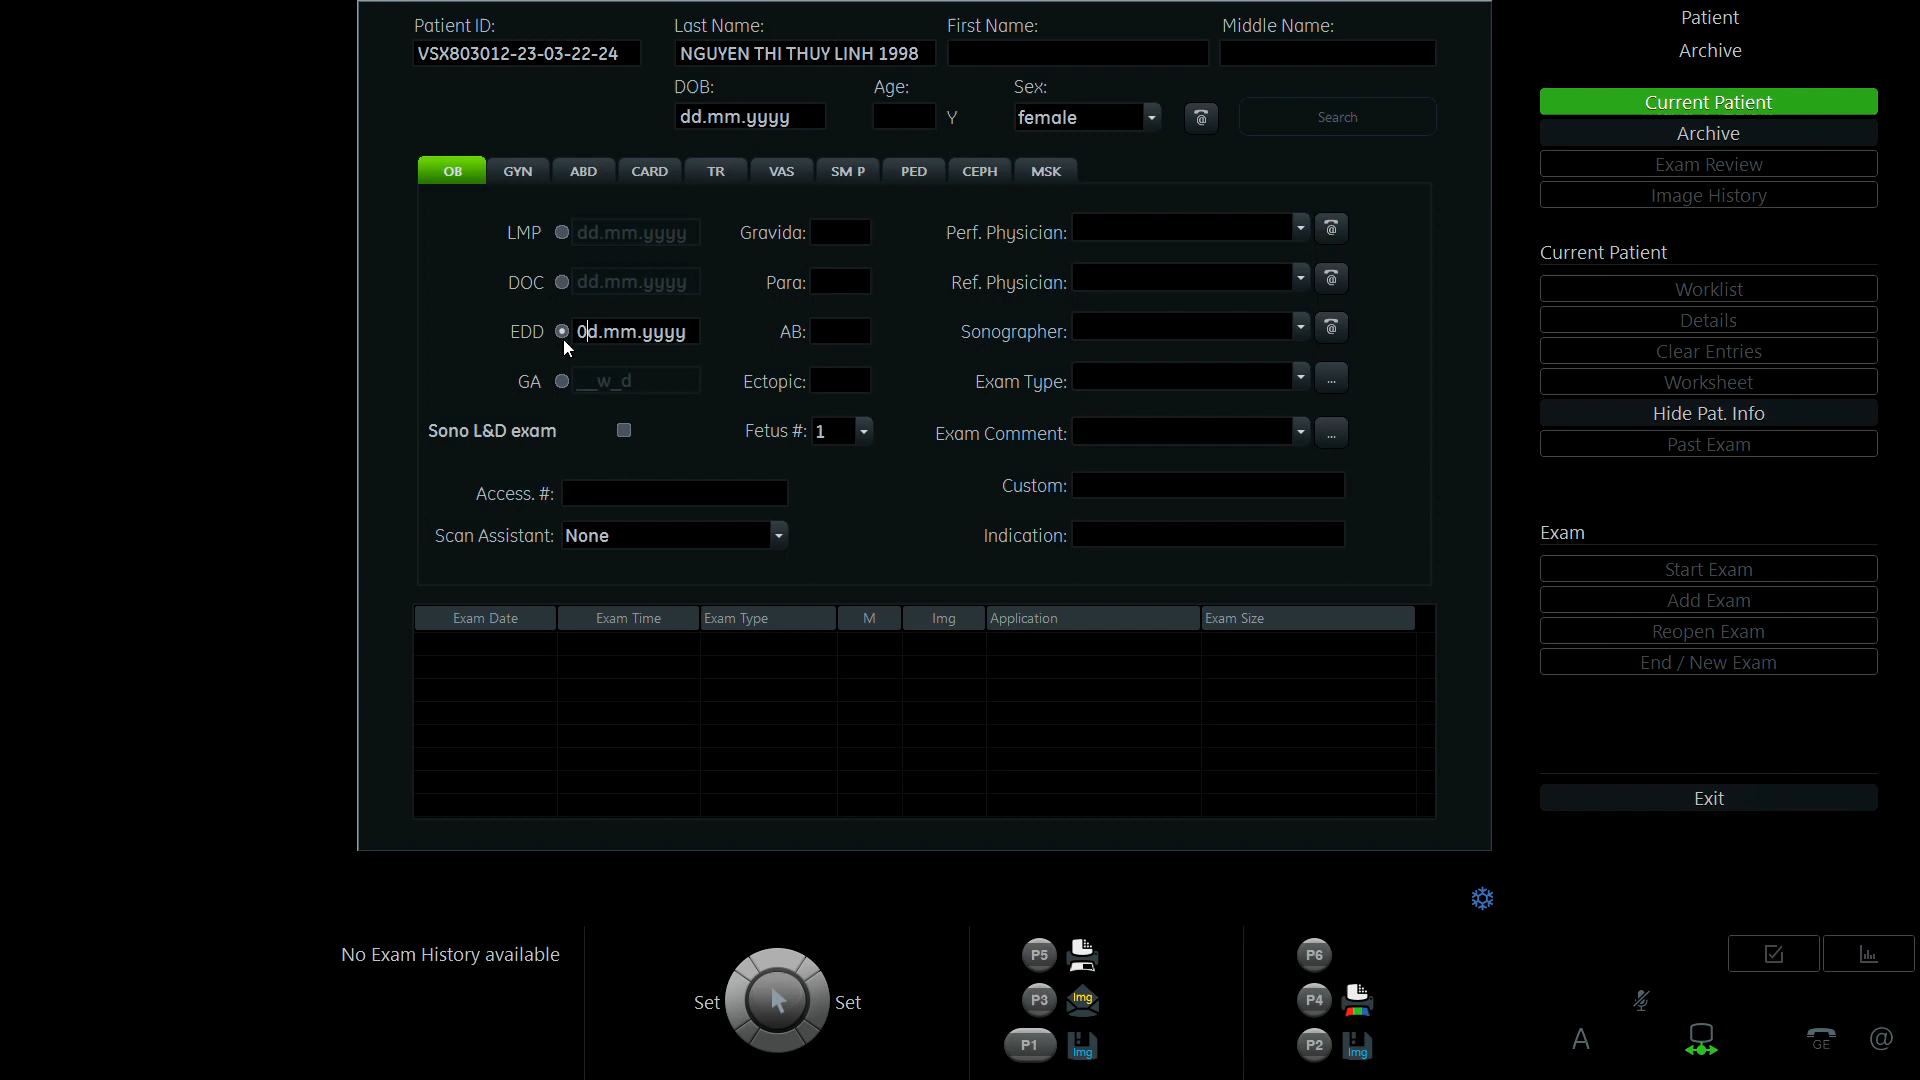 Patient ID: Last Name: First Name: Middle Name:
VSX803012-23-03-22-24 NGUYEN THI THUY LINH 1998
DOB: Age: Sex:
dd.mm.yyyy Y female @ Search
OB GYN ABD CARD TR VAS SM P PED CEPH MSK
LMP dd.mm.yyyy Gravida: Perf. Physician: @
DOC dd.mm.yyyy Para: Ref. Physician: @
EDD 0d.mm.yyyy AB: Sonographer: @
GA __w_d Ectopic: Exam Type: ...
Sono L&D exam Fetus #: 1 Exam Comment: ...
Access. #: Custom:
Scan Assistant: None Indication:
Exam Date Exam Time Exam Type M Img Application Exam Size
Patient
Archive
Current Patient
Archive
Exam Review
Image History
Current Patient
Worklist
Details
Clear Entries
Worksheet
Hide Pat. Info
Past Exam
Exam
Start Exam
Add Exam
Reopen Exam
End / New Exam
Exit
No Exam History available
Set Set
P5 P6
P3 Img P4
P1 Img P2 Img
A GE @